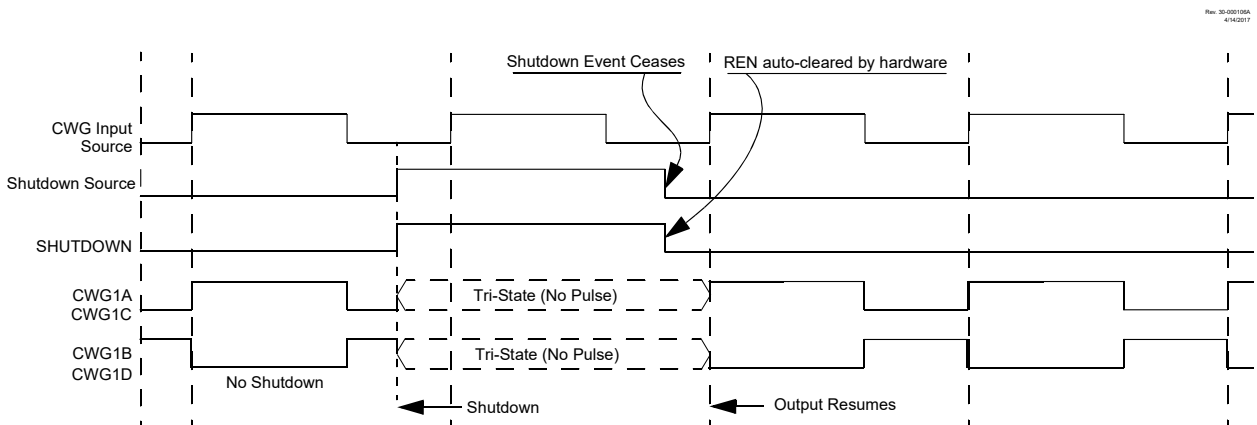 Rev. 30-000108A
4/14/2017
Shutdown Event Ceases
REN auto-cleared by hardware
CWG Input
Source
Shutdown Source
SHUTDOWN
CWG1A
CWG1C
Tri-State (No Pulse)
CWG1B
CWG1D
Tri-State (No Pulse)
No Shutdown
Shutdown
Output Resumes